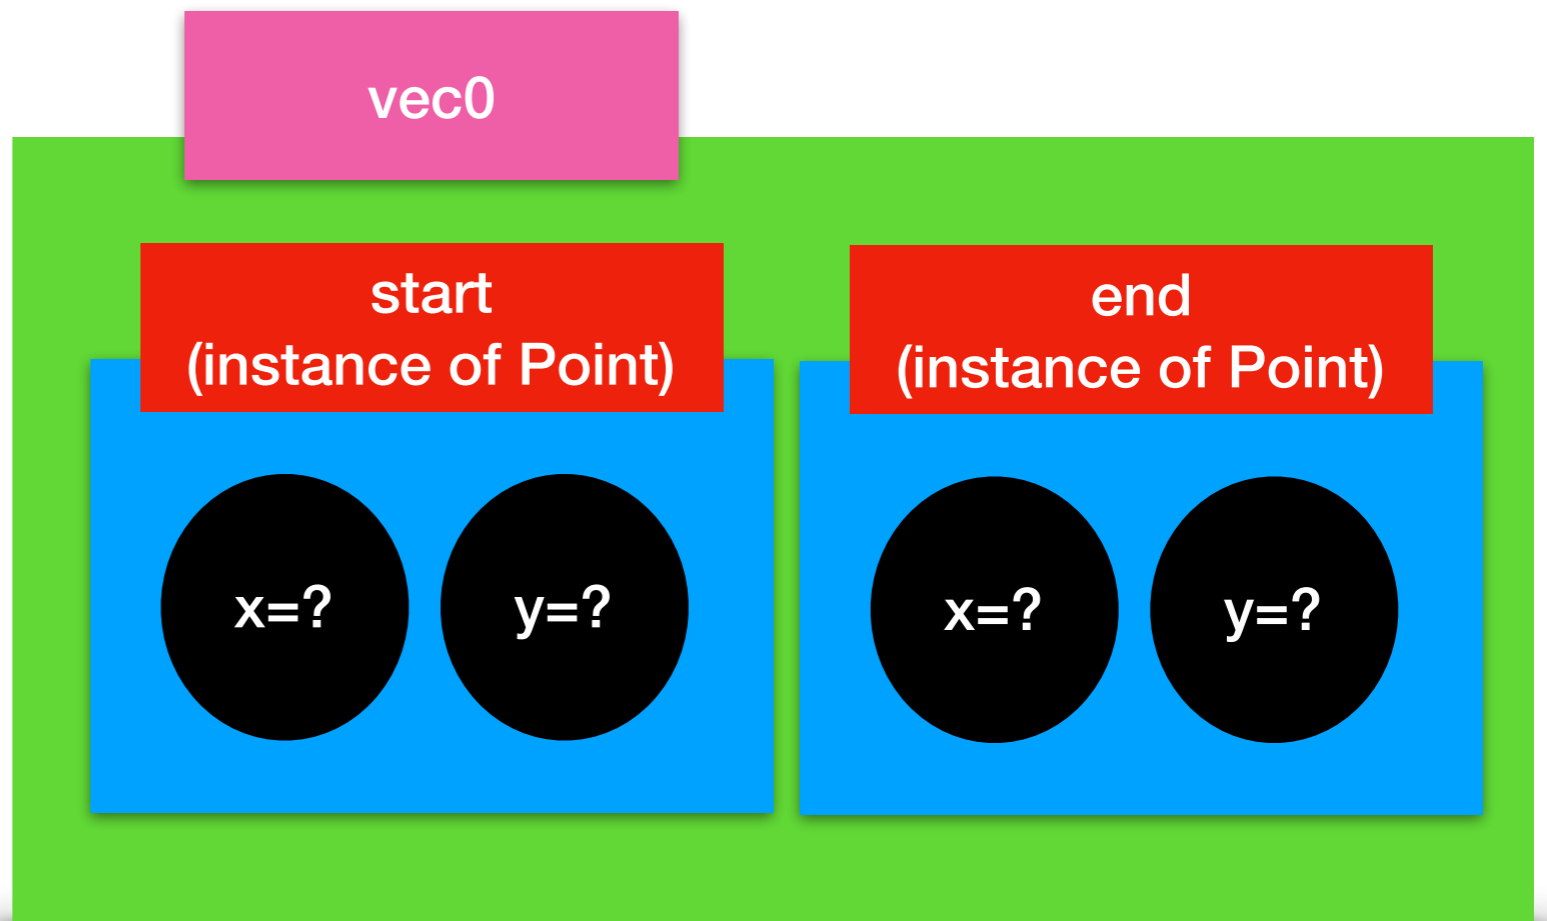 vec0
start
(instance of Point)
x=?
y=?
end
(instance of Point)
x=?
y=?